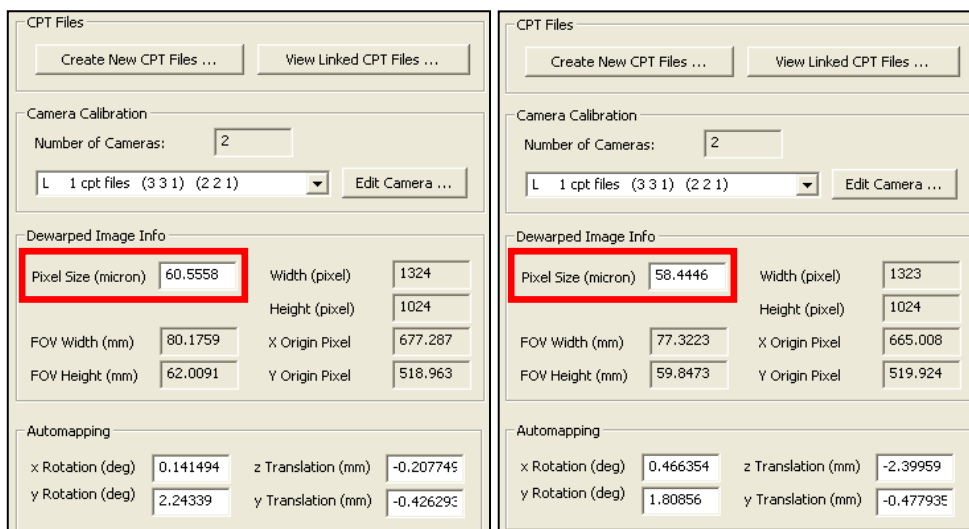 CPT Files
Create New CPT Files ... View Linked CPT Files ...
Camera Calibration
Number of Cameras: 2
L 1 cpt files (3 3 1) (2 2 1) Edit Camera ...
Dewarped Image Info
Pixel Size (micron) 60.5558 Width (pixel) 1324
Height (pixel) 1024
FOV Width (mm) 80.1759 X Origin Pixel 677.287
FOV Height (mm) 62.0091 Y Origin Pixel 518.963
Automapping
x Rotation (deg) 0.141494 z Translation (mm) -0.207749
y Rotation (deg) 2.24339 y Translation (mm) -0.426293
CPT Files
Create New CPT Files ... View Linked CPT Files ...
Camera Calibration
Number of Cameras: 2
L 1 cpt files (3 3 1) (2 2 1) Edit Camera ...
Dewarped Image Info
Pixel Size (micron) 58.4446 Width (pixel) 1323
Height (pixel) 1024
FOV Width (mm) 77.3223 X Origin Pixel 665.008
FOV Height (mm) 59.8473 Y Origin Pixel 519.924
Automapping
x Rotation (deg) 0.466354 z Translation (mm) -2.39959
y Rotation (deg) 1.80856 y Translation (mm) -0.477935